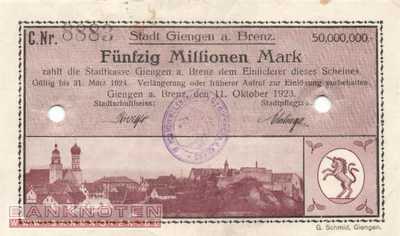 C.Nr. 8883 Stadt Giengen a. Brenz. 50,000,000.-
Fünfzig Millionen Mark
zahlt die Stadtkasse Giengen a. Brenz dem Einlieferer dieses Scheines.
Gültig bis 31. März 1924. Verlängerung oder früherer Aufruf zur Einlösung vorbehalten.
Giengen a. Brenz, den 11. Oktober 1923.
Stadtschultheiss: Stadtpflege:
BANKNOTEN
G. Schmid, Giengen.